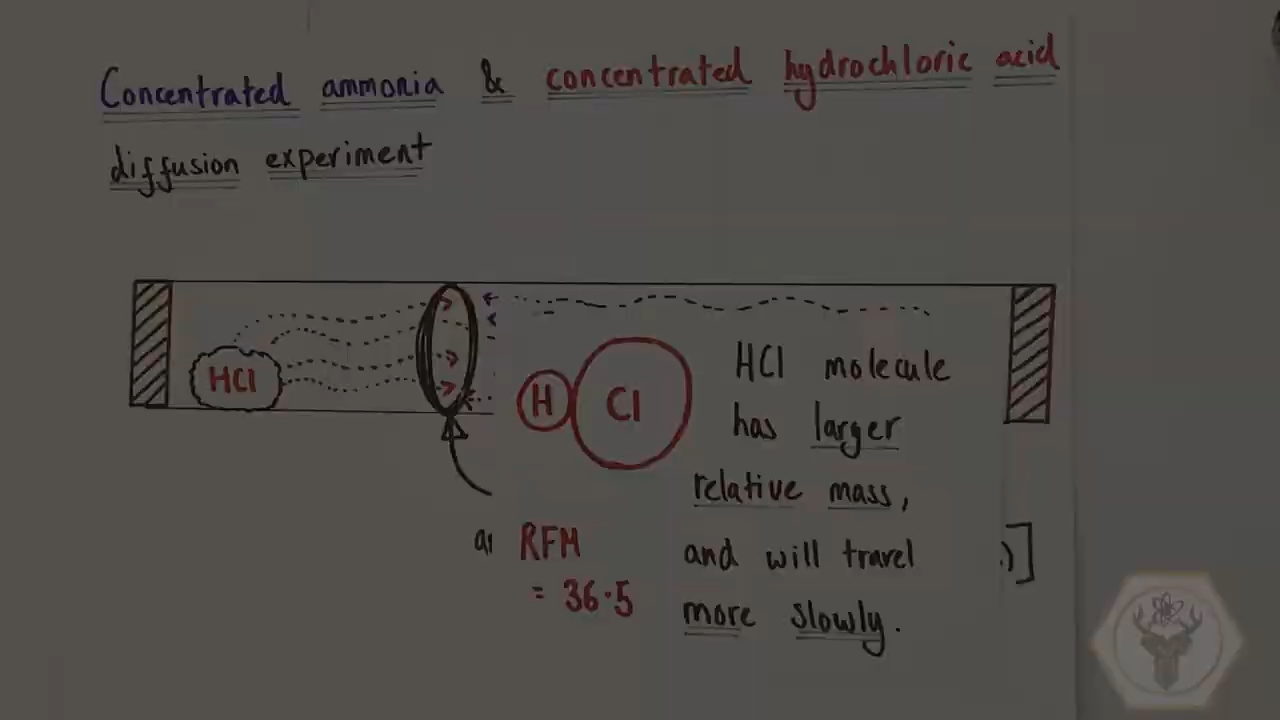 Concentrated ammonia & concentrated hydrochloric acid
diffusion experiment
HCl
H Cl
HCl molecule
has larger
relative mass,
and will travel
more slowly.
RFM
= 36.5